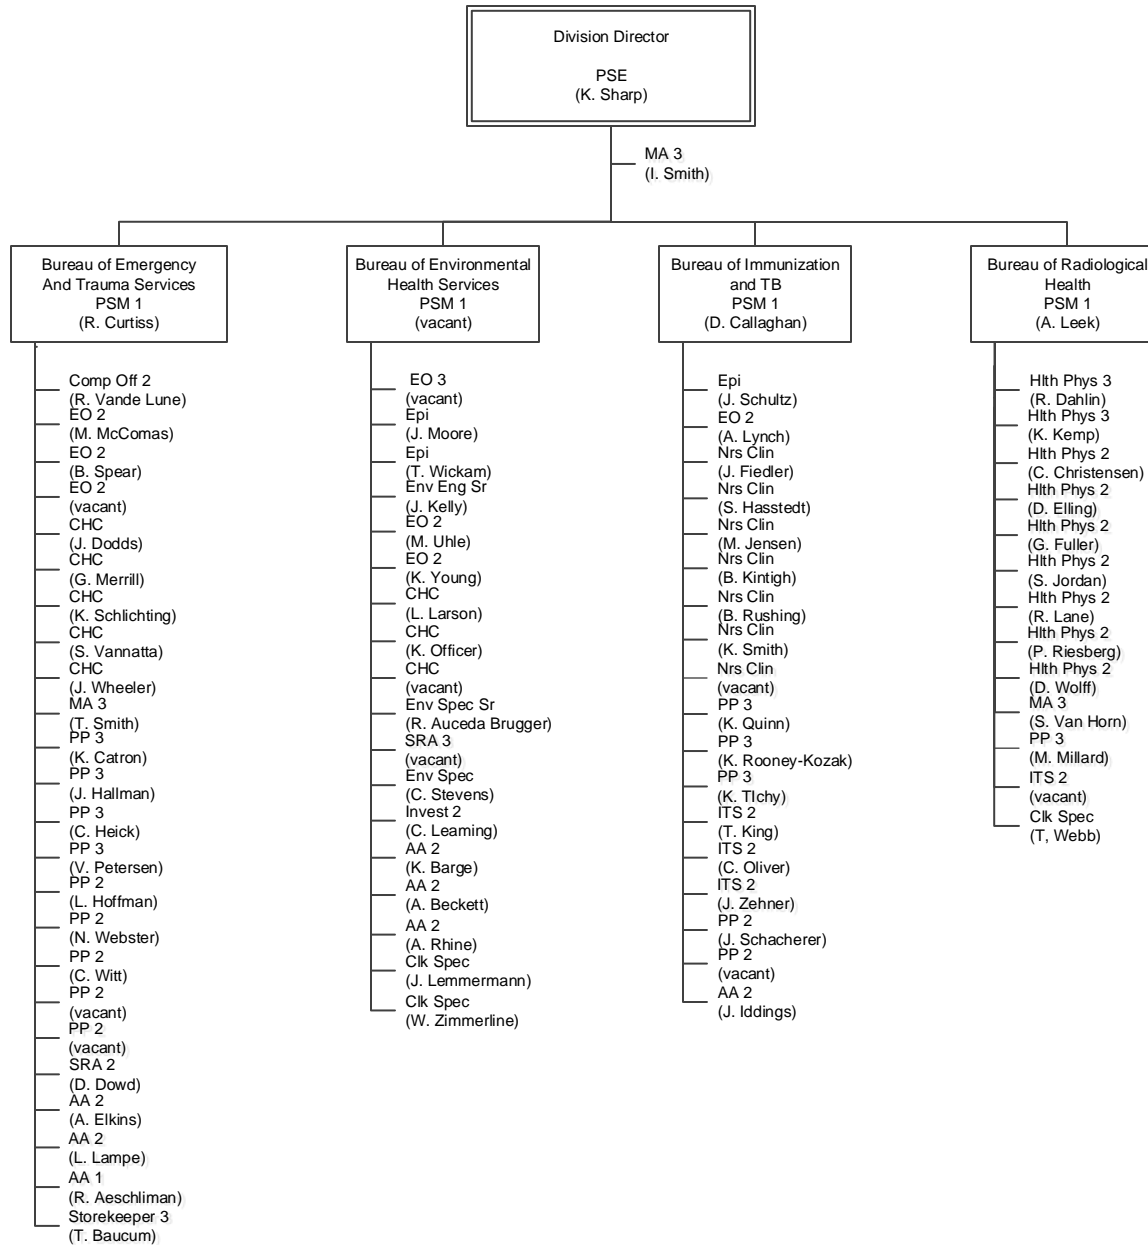 Division Director
PSE
(K. Sharp)
MA 3
(I. Smith)
Bureau of Emergency
And Trauma Services
PSM 1
(R. Curtiss)
Comp Off 2
(R. Vande Lune)
EO 2
(M. McComas)
EO 2
(B. Spear)
EO 2
(vacant)
CHC
(J. Dodds)
CHC
(G. Merrill)
CHC
(K. Schlichting)
CHC
(S. Vannatta)
CHC
(J. Wheeler)
MA 3
(T. Smith)
PP 3
(K. Catron)
PP 3
(J. Hallman)
PP 3
(C. Heick)
PP 3
(V. Petersen)
PP 2
(L. Hoffman)
PP 2
(N. Webster)
PP 2
(C. Witt)
PP 2
(vacant)
PP 2
(vacant)
SRA 2
(D. Dowd)
AA 2
(A. Elkins)
AA 2
(L. Lampe)
AA 1
(R. Aeschliman)
Storekeeper 3
(T. Baucum)
Bureau of Environmental
Health Services
PSM 1
(vacant)
EO 3
(vacant)
Epi
(J. Moore)
Epi
(T. Wickam)
Env Eng Sr
(J. Kelly)
EO 2
(M. Uhle)
EO 2
(K. Young)
CHC
(L. Larson)
CHC
(K. Officer)
CHC
(vacant)
Env Spec Sr
(R. Auceda Brugger)
SRA 3
(vacant)
Env Spec
(C. Stevens)
Invest 2
(C. Leaming)
AA 2
(K. Barge)
AA 2
(A. Beckett)
AA 2
(A. Rhine)
Clk Spec
(J. Lemmermann)
Clk Spec
(W. Zimmerline)
Bureau of Immunization
and TB
PSM 1
(D. Callaghan)
Epi
(J. Schultz)
EO 2
(A. Lynch)
Nrs Clin
(J. Fiedler)
Nrs Clin
(S. Hasstedt)
Nrs Clin
(M. Jensen)
Nrs Clin
(B. Kintigh)
Nrs Clin
(B. Rushing)
Nrs Clin
(K. Smith)
Nrs Clin
(vacant)
PP 3
(K. Quinn)
PP 3
(K. Rooney-Kozak)
PP 3
(K. TIchy)
ITS 2
(T. King)
ITS 2
(C. Oliver)
ITS 2
(J. Zehner)
PP 2
(J. Schacherer)
PP 2
(vacant)
AA 2
(J. Iddings)
Bureau of Radiological
Health
PSM 1
(A. Leek)
Hlth Phys 3
(R. Dahlin)
Hlth Phys 3
(K. Kemp)
Hlth Phys 2
(C. Christensen)
Hlth Phys 2
(D. Elling)
Hlth Phys 2
(G. Fuller)
Hlth Phys 2
(S. Jordan)
Hlth Phys 2
(R. Lane)
Hlth Phys 2
(P. Riesberg)
Hlth Phys 2
(D. Wolff)
MA 3
(S. Van Horn)
PP 3
(M. Millard)
ITS 2
(vacant)
Clk Spec
(T, Webb)